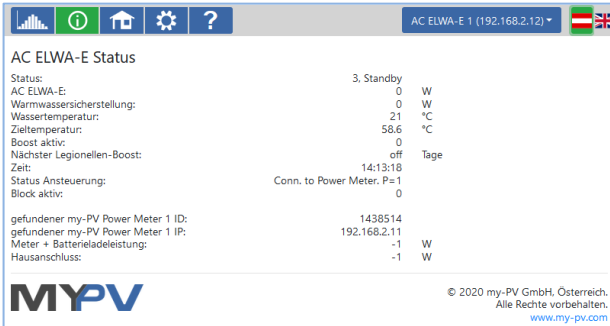 ?
AC ELWA-E 1 (192.168.2.12)
AC ELWA-E Status
Status: 3, Standby
AC ELWA-E: 0 W
Warmwassersicherstellung: 0 W
Wassertemperatur: 21 °C
Zieltemperatur: 58.6 °C
Boost aktiv: 0
Nächster Legionellen-Boost: off Tage
Zeit: 14:13:18
Status Ansteuerung: Conn. to Power Meter. P=1
Block aktiv: 0
gefundener my-PV Power Meter 1 ID: 1438514
gefundener my-PV Power Meter 1 IP: 192.168.2.11
Meter + Batterieladeleistung: -1 W
Hausanschluss: -1 W
MYPV
© 2020 my-PV GmbH, Österreich.
Alle Rechte vorbehalten.
www.my-pv.com